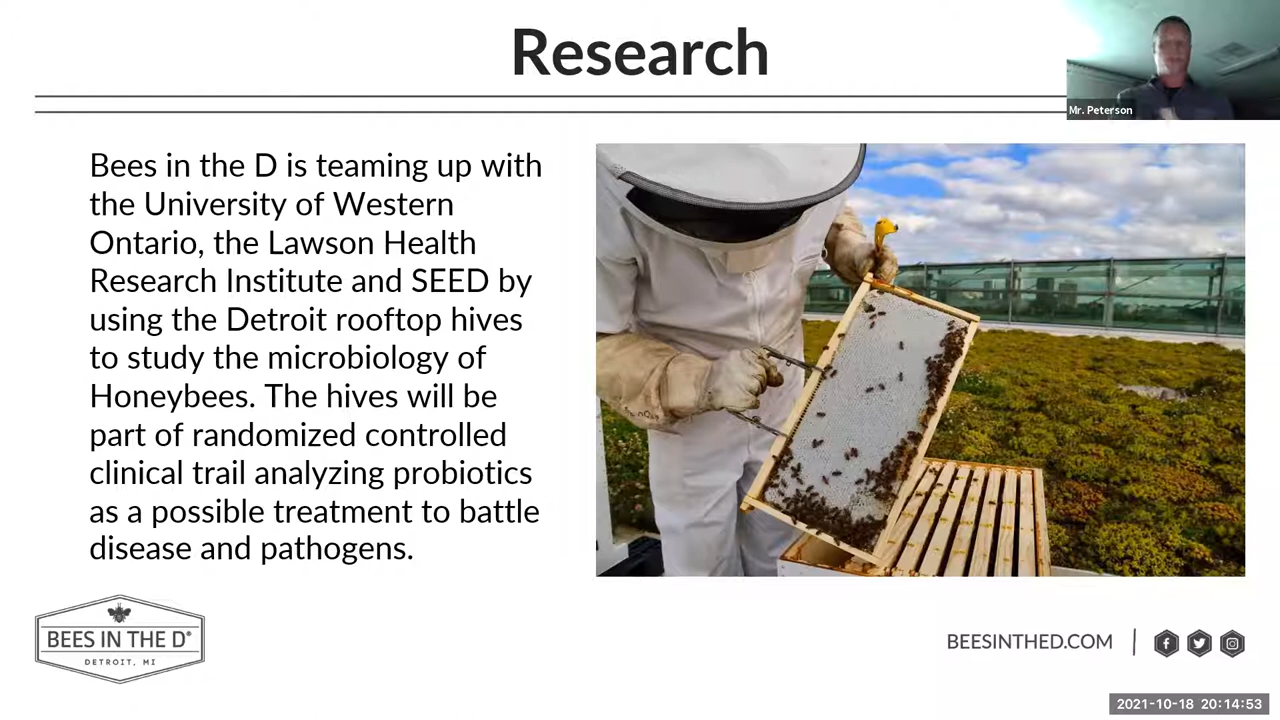 Research
Mr. Peterson
Bees in the D is teaming up with
the University of Western
Ontario, the Lawson Health
Research Institute and SEED by
using the Detroit rooftop hives
to study the microbiology of
Honeybees. The hives will be
part of randomized controlled
clinical trail analyzing probiotics
as a possible treatment to battle
disease and pathogens.
BEES IN THE D®
DETROIT, MI
BEESINTHED.COM
2021-10-18 20:14:53